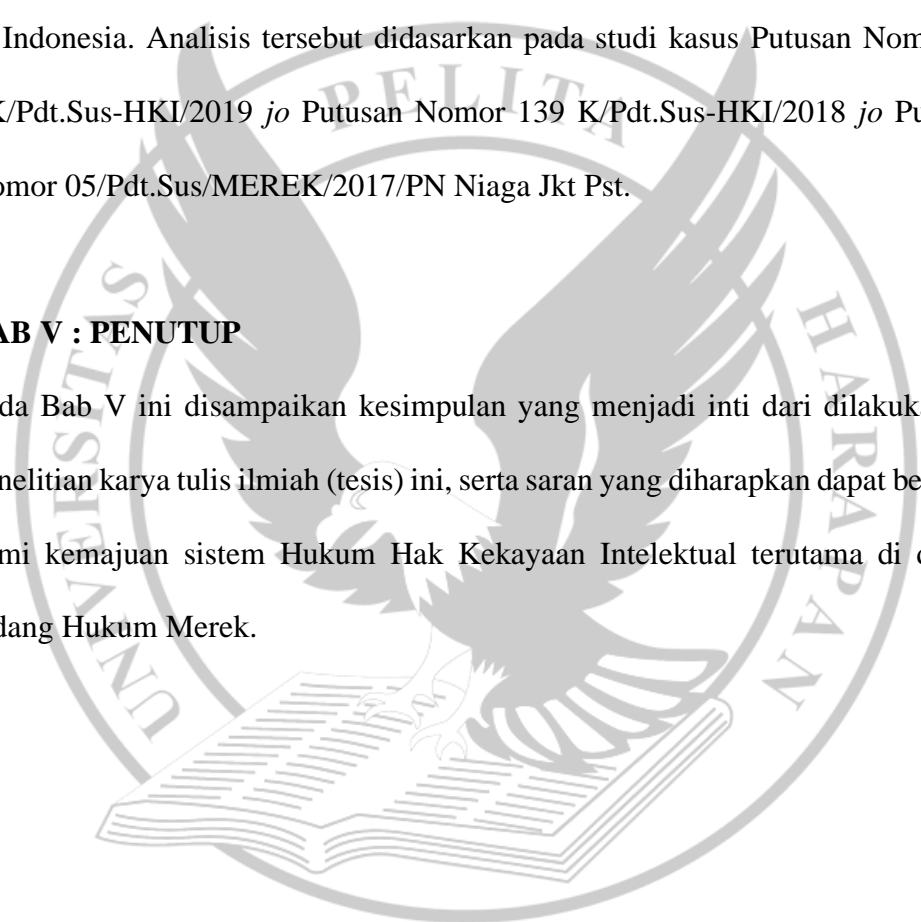 Indonesia. Analisis tersebut didasarkan pada studi kasus Putusan Nom
K/Pdt.Sus-HKI/2019 jo Putusan Nomor 139 K/Pdt.Sus-HKI/2018 jo Pu
omor 05/Pdt.Sus/MEREK/2017/PN Niaga Jkt Pst.
AB V : PENUTUP
da Bab V ini disampaikan kesimpulan yang menjadi inti dari dilakuk
nelitian karya tulis ilmiah (tesis) ini, serta saran yang diharapkan dapat be
mi kemajuan sistem Hukum Hak Kekayaan Intelektual terutama di d
dang Hukum Merek.
UNIVERSITAS
PELITA
HARAPAN